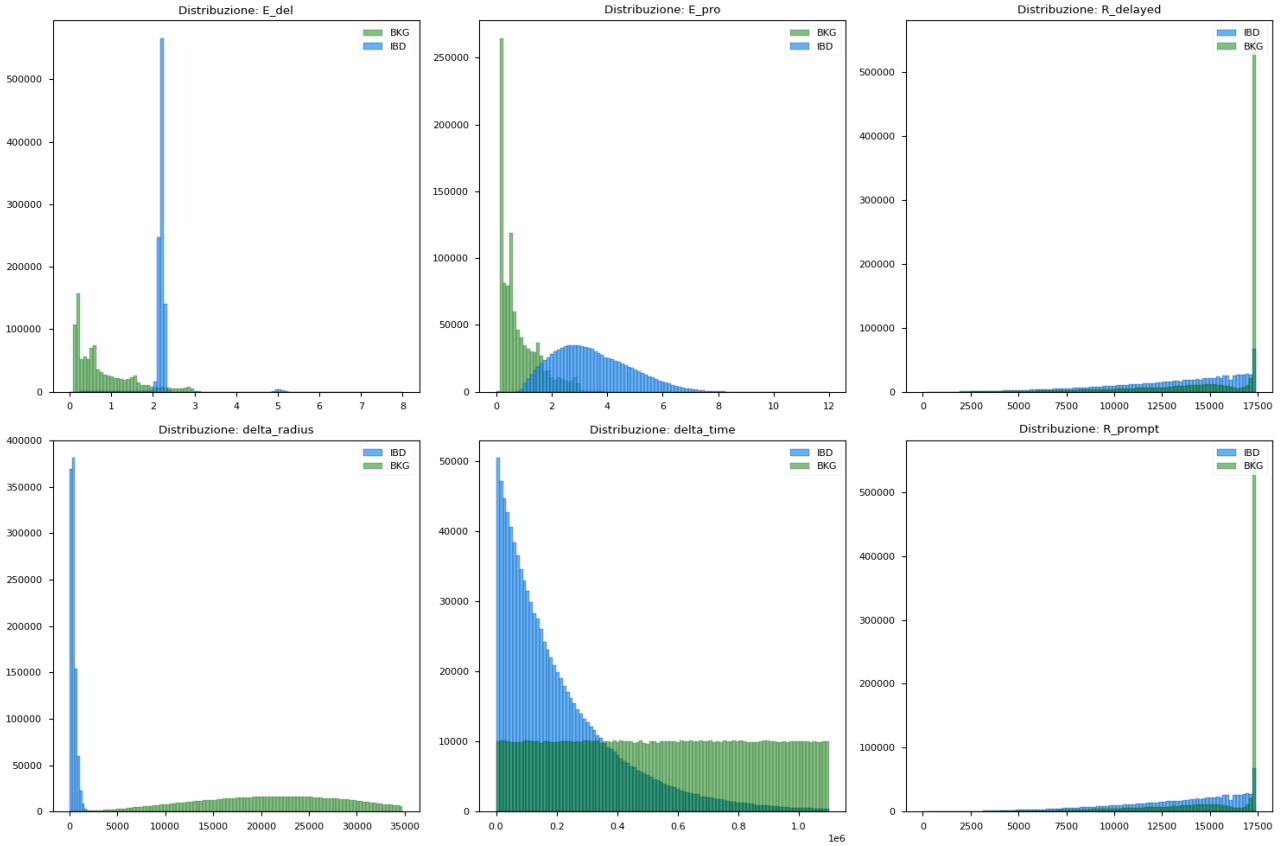 Distribuzione: E_del
BKG
IBD
500000
400000
300000
200000
100000
0
0 1 2 3 4 5 6 7 8
Distribuzione: E_pro
BKG
IBD
250000
200000
150000
100000
50000
0
0 2 4 6 8 10 12
Distribuzione: R_delayed
IBD
BKG
500000
400000
300000
200000
100000
0
0 2500 5000 7500 10000 12500 15000 17500
Distribuzione: delta_radius
IBD
BKG
400000
350000
300000
250000
200000
150000
100000
50000
0
0 5000 10000 15000 20000 25000 30000 35000
Distribuzione: delta_time
IBD
BKG
50000
40000
30000
20000
10000
0
0.0 0.2 0.4 0.6 0.8 1.0
1e6
Distribuzione: R_prompt
IBD
BKG
500000
400000
300000
200000
100000
0
0 2500 5000 7500 10000 12500 15000 17500